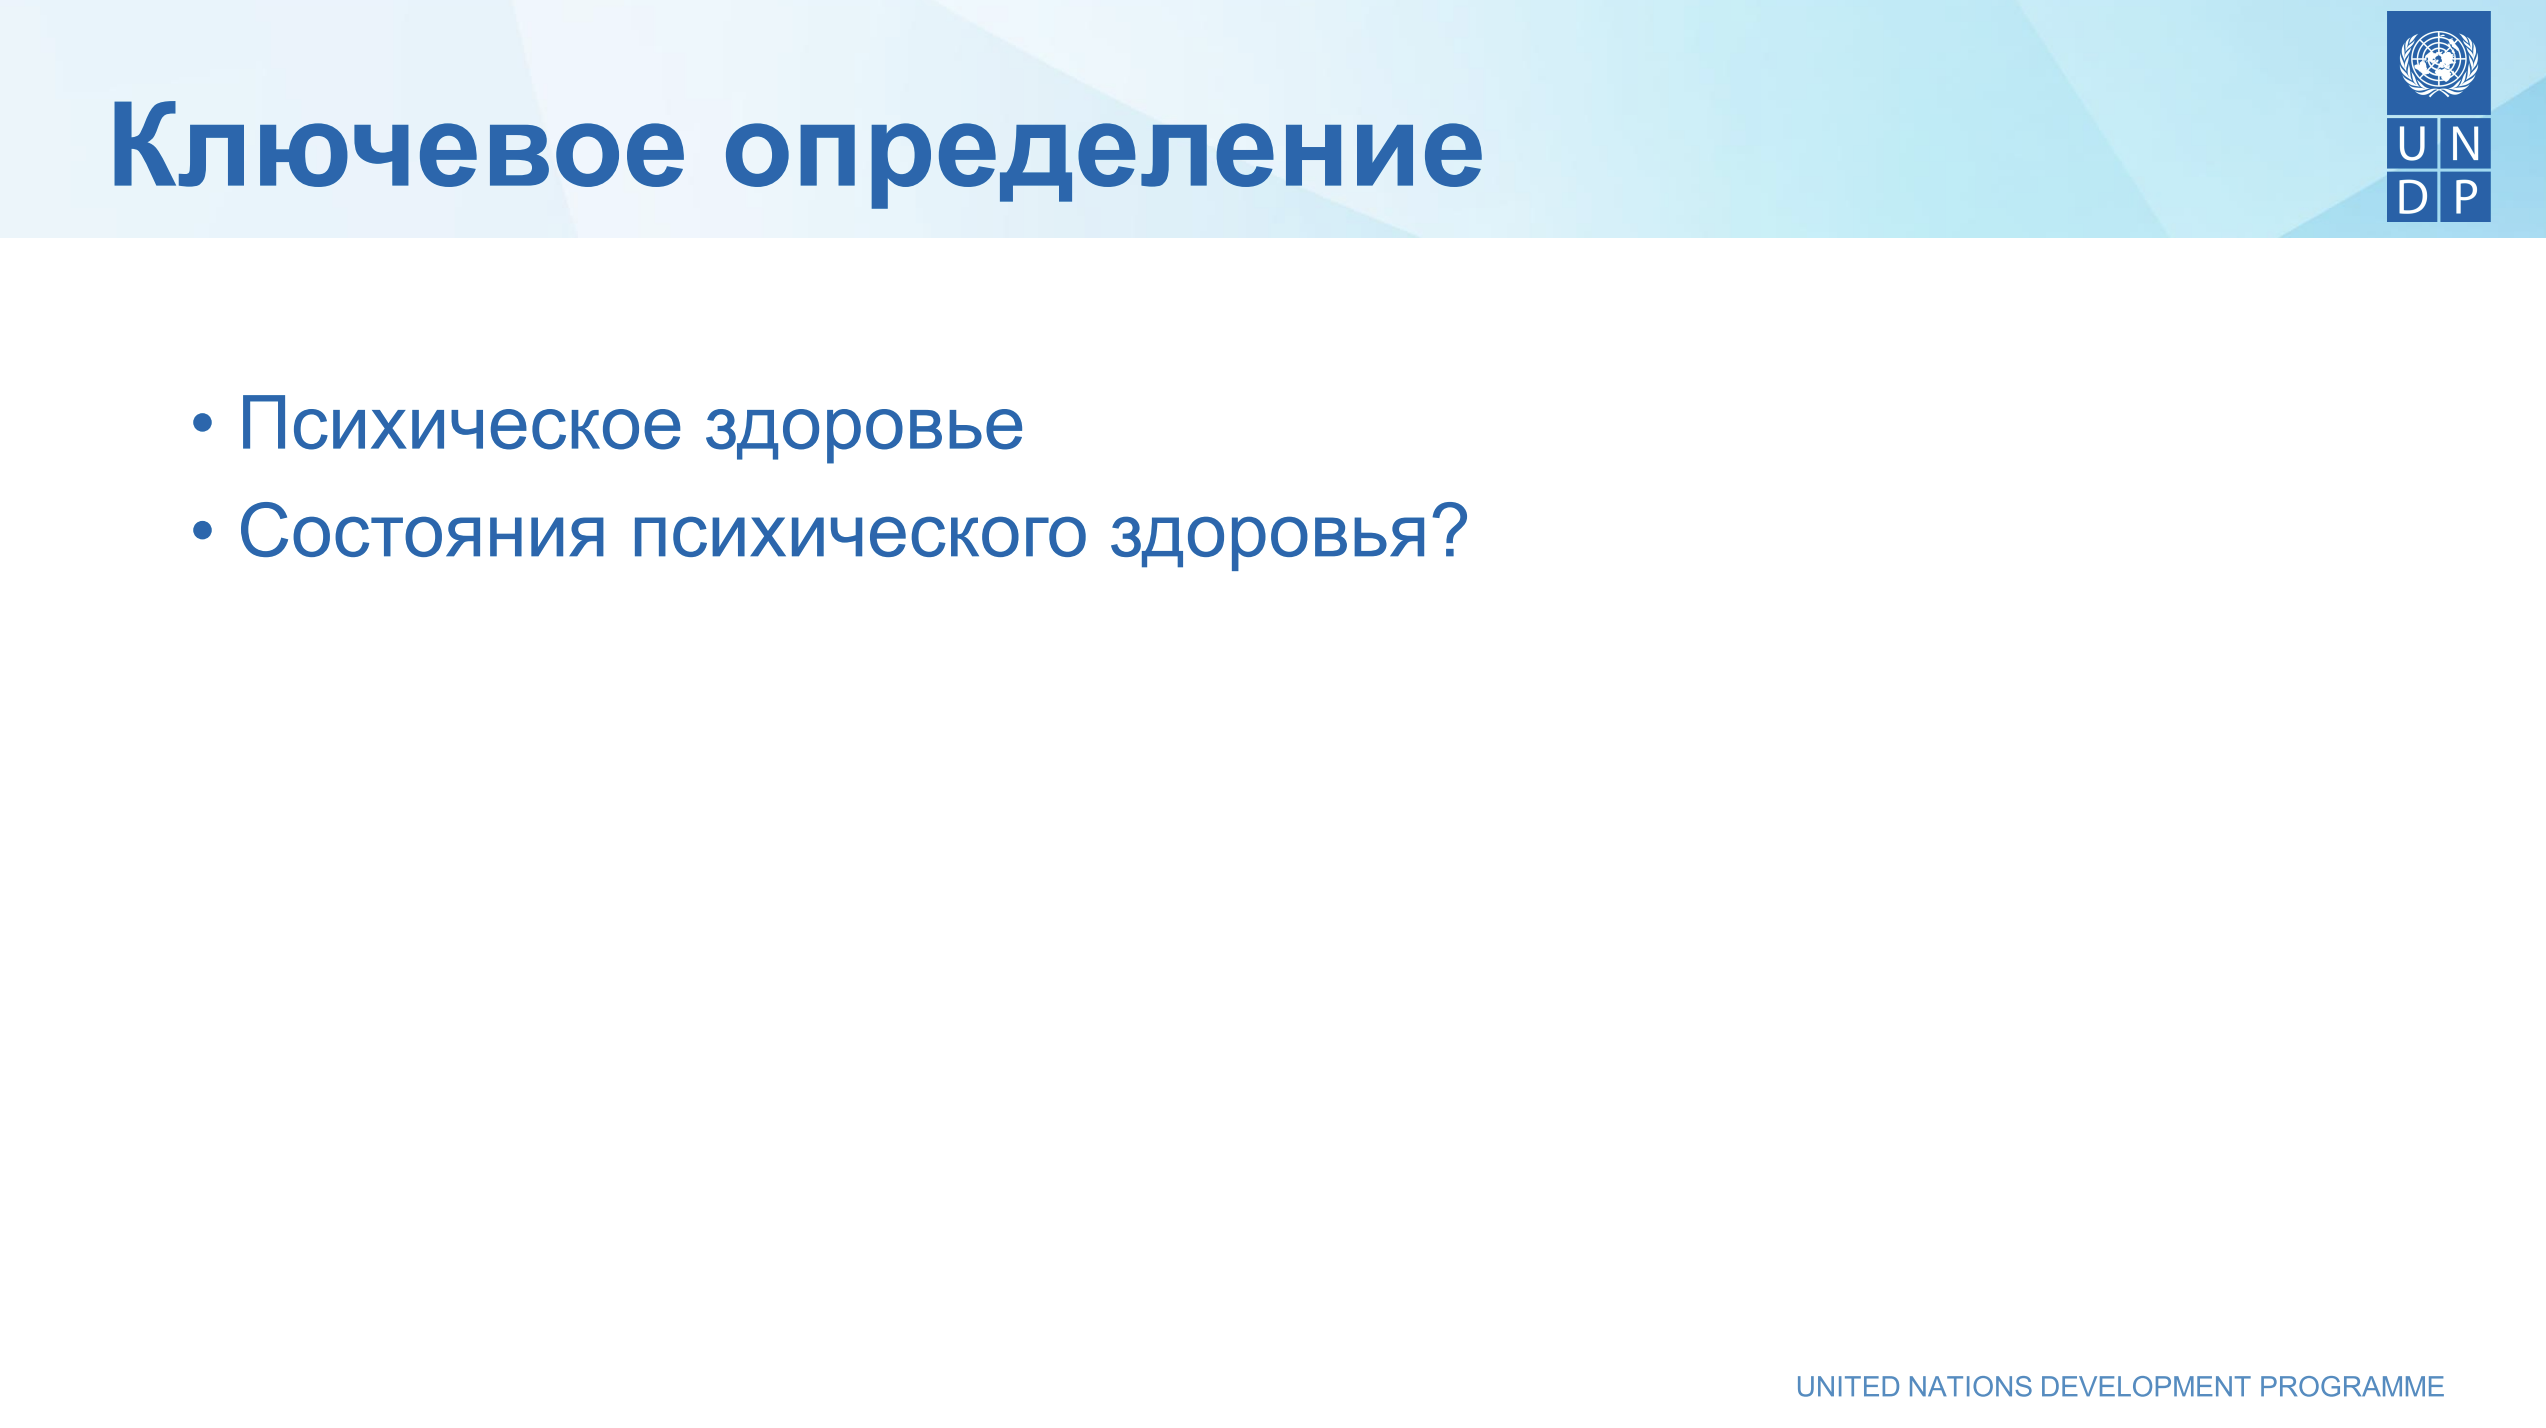 Ключевое определение
U N
D P
• Психическое здоровье
• Состояния психического здоровья?
UNITED NATIONS DEVELOPMENT PROGRAMME